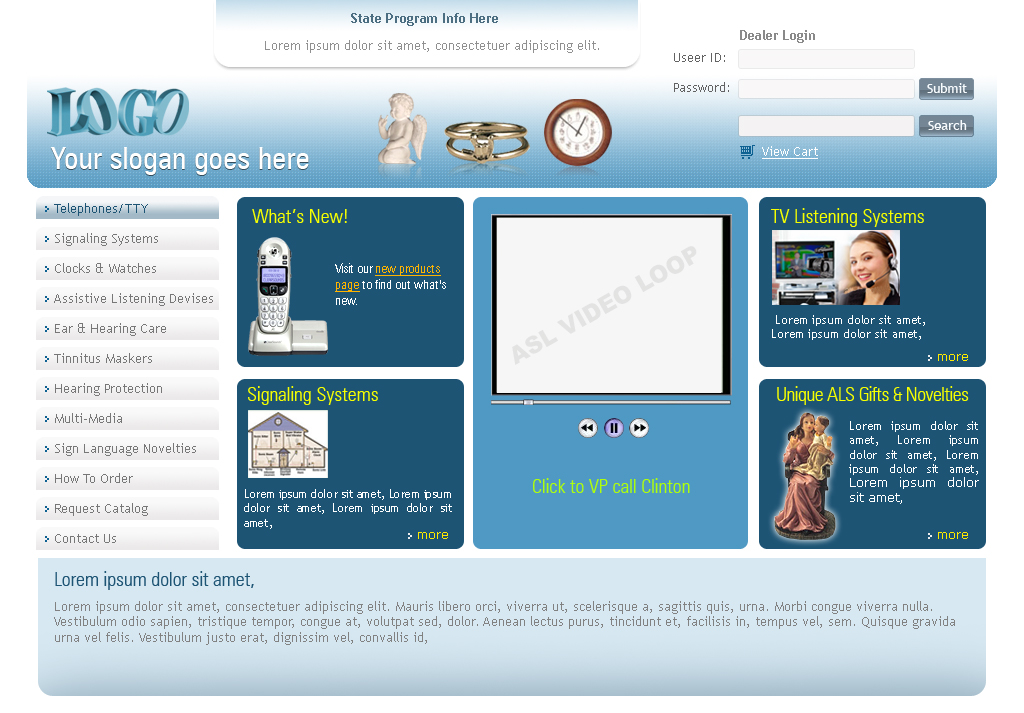 State Program Info Here
Lorem ipsum dolor sit amet, consectetuer adipiscing elit.
Dealer Login
Useer ID:
Password:
Submit
Search
View Cart
LOGO
Your slogan goes here
Telephones/TTY
Signaling Systems
Clocks & Watches
Assistive Listening Devises
Ear & Hearing Care
Tinnitus Maskers
Hearing Protection
Multi-Media
Sign Language Novelties
How To Order
Request Catalog
Contact Us
What's New!
Visit our new products
page to find out what's
new.
Signaling Systems
Lorem ipsum dolor sit amet, Lorem ipsum
dolor sit amet, Lorem ipsum dolor sit
amet,
more
ASL VIDEO LOOP
Click to VP call Clinton
TV Listening Systems
Lorem ipsum dolor sit amet,
Lorem ipsum dolor sit amet,
more
Unique ALS Gifts & Novelties
Lorem ipsum dolor sit
amet, Lorem ipsum
dolor sit amet, Lorem
ipsum dolor sit amet,
Lorem ipsum dolor
sit amet,
more
Lorem ipsum dolor sit amet,
Lorem ipsum dolor sit amet, consectetuer adipiscing elit. Mauris libero orci, viverra ut, scelerisque a, sagittis quis, urna. Morbi congue viverra nulla.
Vestibulum odio sapien, tristique tempor, congue at, volutpat sed, dolor. Aenean lectus purus, tincidunt et, facilisis in, tempus vel, sem. Quisque gravida
urna vel felis. Vestibulum justo erat, dignissim vel, convallis id,